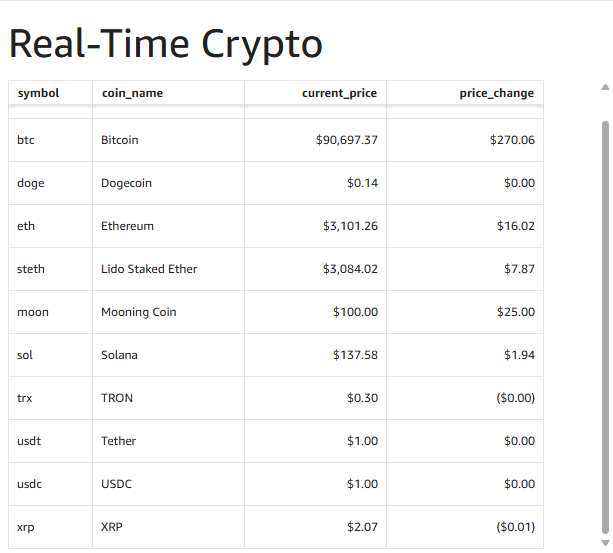 Real-Time Crypto
symbol coin_name current_price price_change
btc Bitcoin $90,697.37 $270.06
doge Dogecoin $0.14 $0.00
eth Ethereum $3,101.26 $16.02
steth Lido Staked Ether $3,084.02 $7.87
moon Mooning Coin $100.00 $25.00
sol Solana $137.58 $1.94
trx TRON $0.30 ($0.00)
usdt Tether $1.00 $0.00
usdc USDC $1.00 $0.00
xrp XRP $2.07 ($0.01)